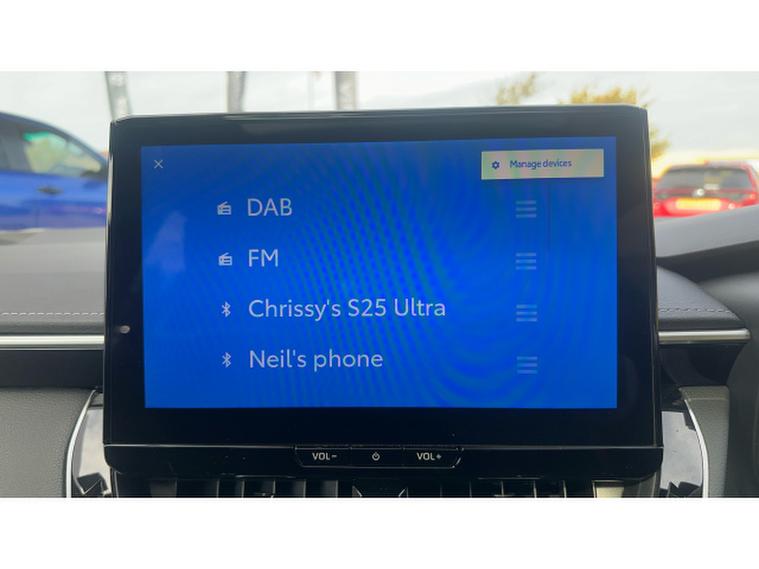 Manage devices
DAB
FM
Chrissy's S25 Ultra
Neil's phone
VOL- VOL+